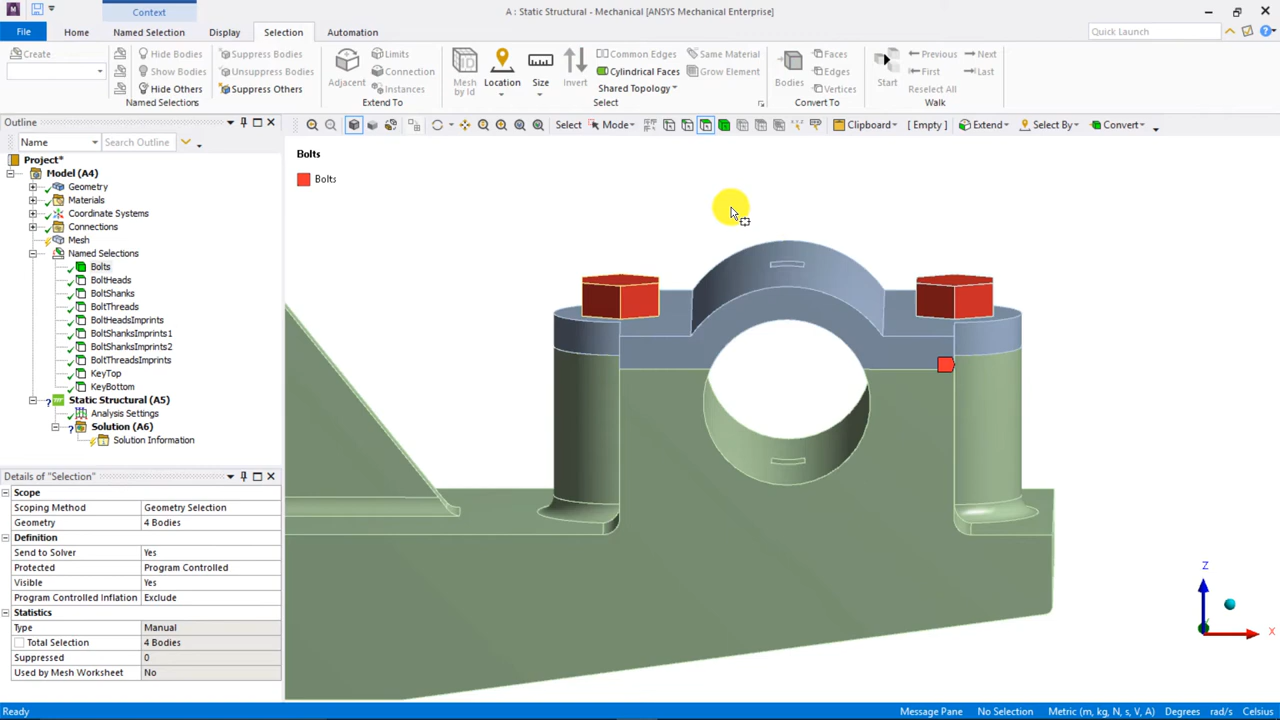 Context
A : Static Structural - Mechanical [ANSYS Mechanical Enterprise]
File Home Named Selection Display Selection Automation Quick Launch
Create Hide Bodies Suppress Bodies Limits Common Edges Same Material Faces Previous Next
Show Bodies Unsuppress Bodies Adjacent Connection Mesh by Id Location Size Invert Cylindrical Faces Grow Element Bodies Edges Start First Last
Hide Others Suppress Others Instances Shared Topology Vertices Reselect All
Named Selections Extend To Select Convert To Walk
Outline
Select Mode Clipboard [ Empty ] Extend Select By Convert
Name Search Outline
Project*
Model (A4)
Geometry
Materials
Coordinate Systems
Connections
Mesh
Named Selections
Bolts
BoltHeads
BoltShanks
BoltThreads
BoltHeadsImprints
BoltShanksImprints1
BoltShanksImprints2
BoltThreadsImprints
KeyTop
KeyBottom
Static Structural (A5)
Analysis Settings
Solution (A6)
Solution Information
Details of "Selection"
Scope
Scoping Method Geometry Selection
Geometry 4 Bodies
Definition
Send to Solver Yes
Protected Program Controlled
Visible Yes
Program Controlled Inflation Exclude
Statistics
Type Manual
Total Selection 4 Bodies
Suppressed 0
Used by Mesh Worksheet No
Bolts
Bolts
Z
X
Ready Message Pane No Selection Metric (m, kg, N, s, V, A) Degrees rad/s Celsius